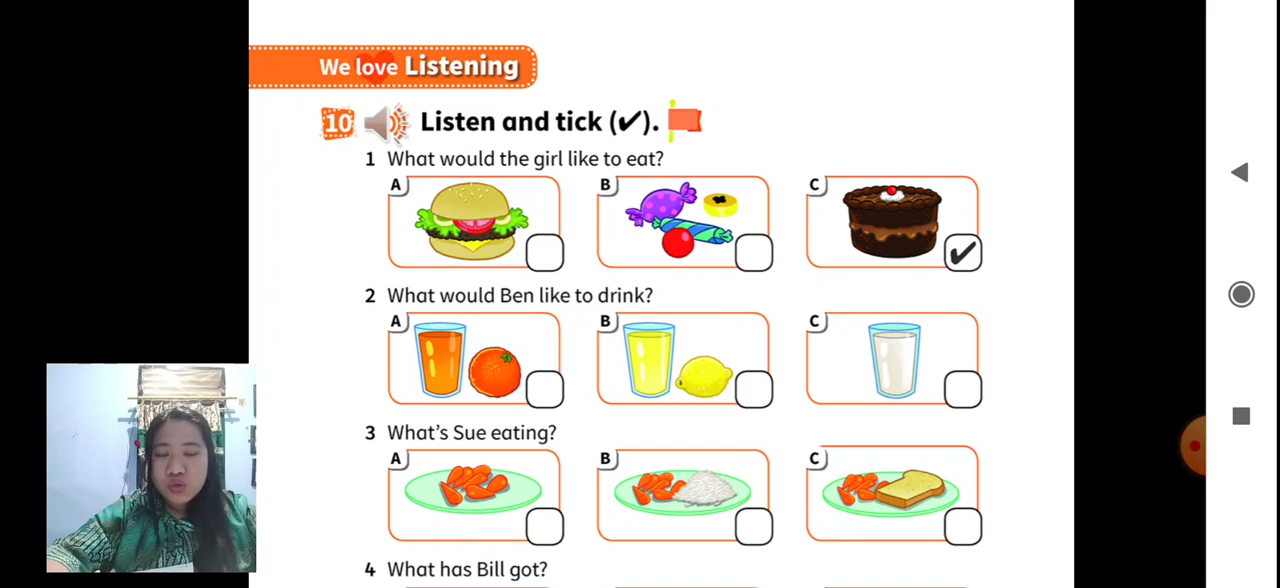 We love Listening
10 Listen and tick (✔).
1 What would the girl like to eat?
A B C
✔
2 What would Ben like to drink?
A B C
3 What's Sue eating?
A B C
4 What has Bill got?